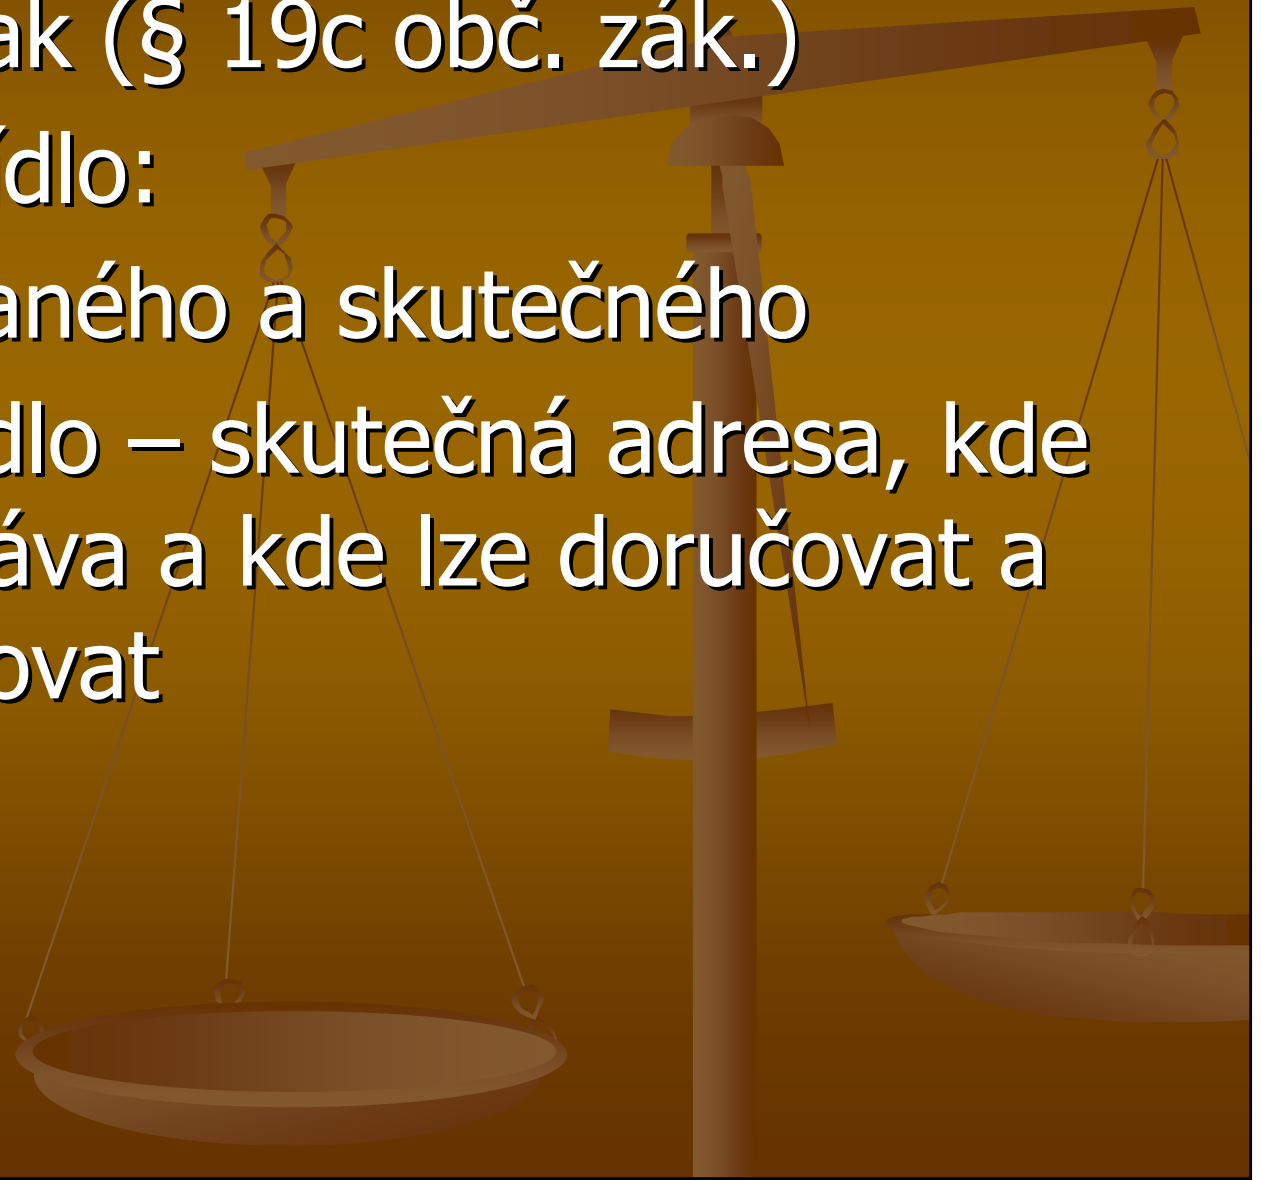 ak (§ 19c obč. zák.)
ídlo:
aného a skutečného
dlo – skutečná adresa, kde
áva a kde lze doručovat a
ovat